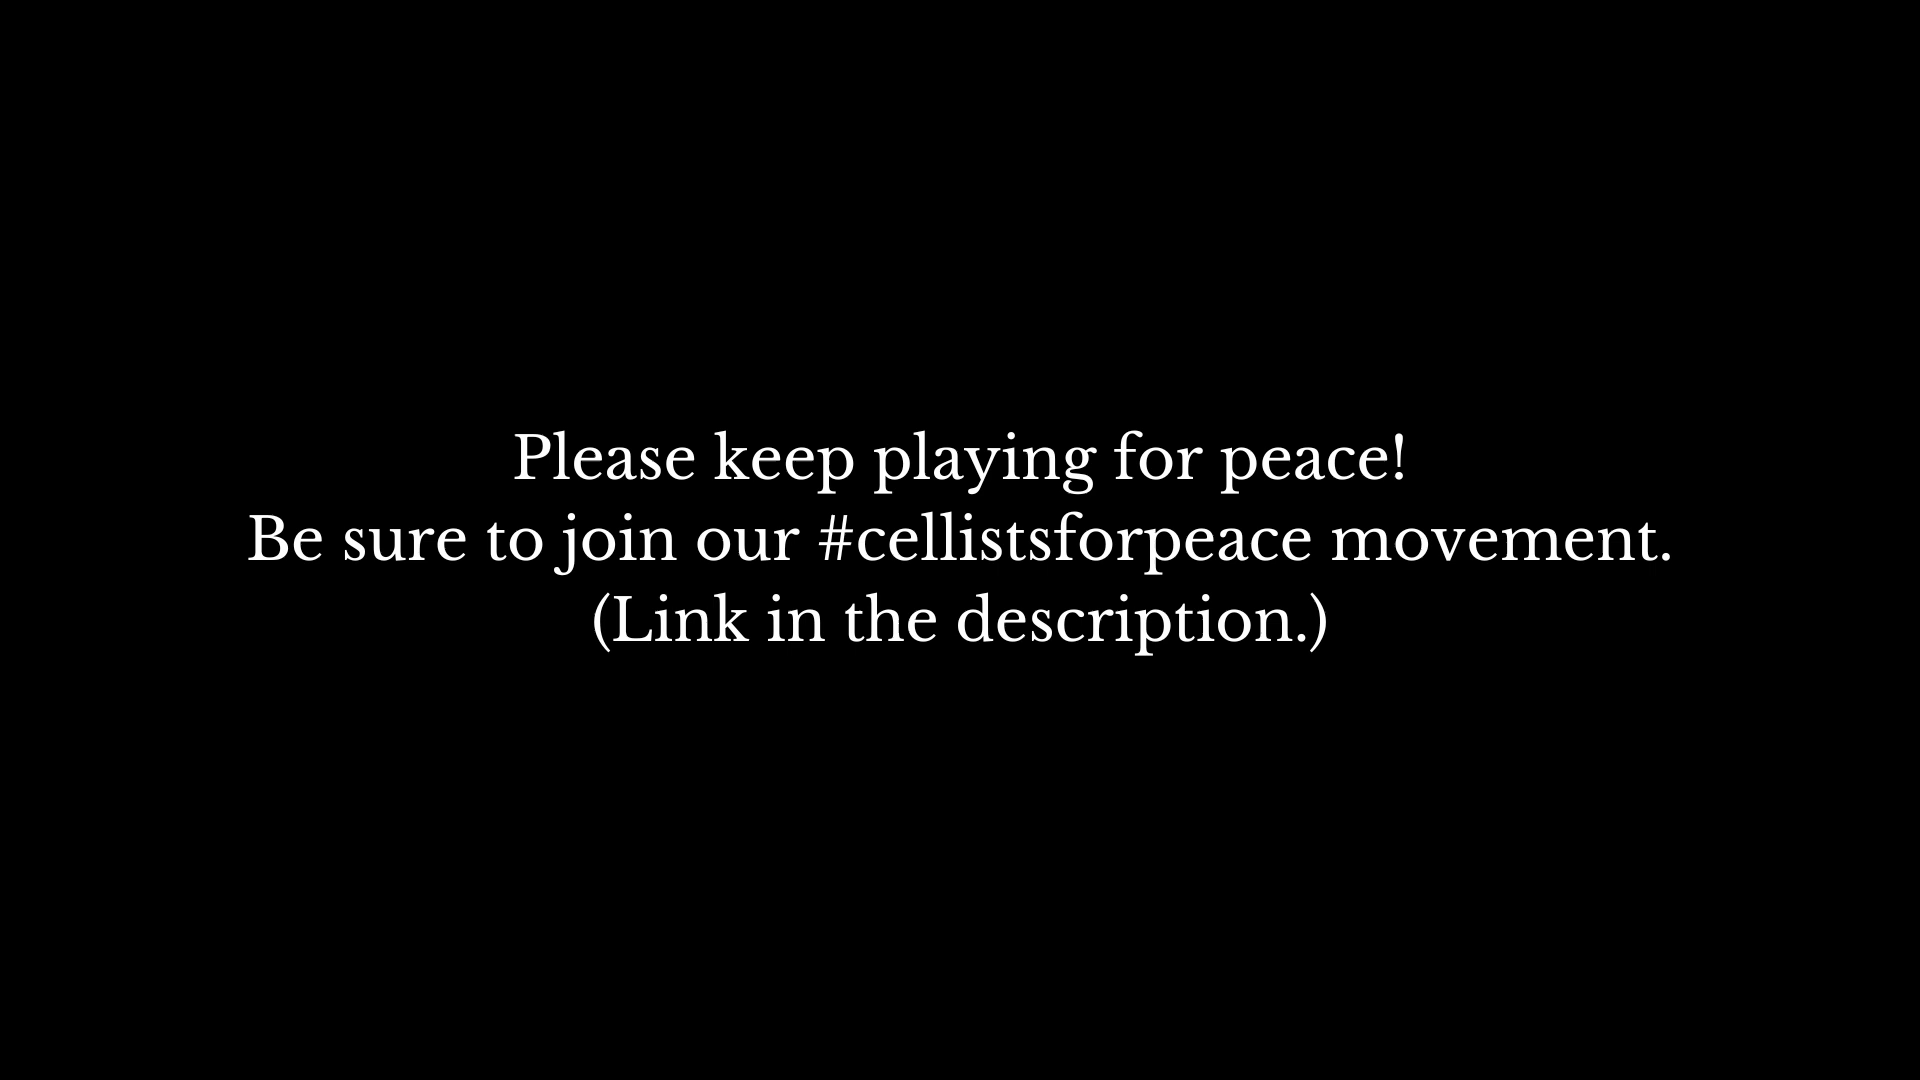 Please keep playing for peace!
Be sure to join our #cellistsforpeace movement.
(Link in the description.)